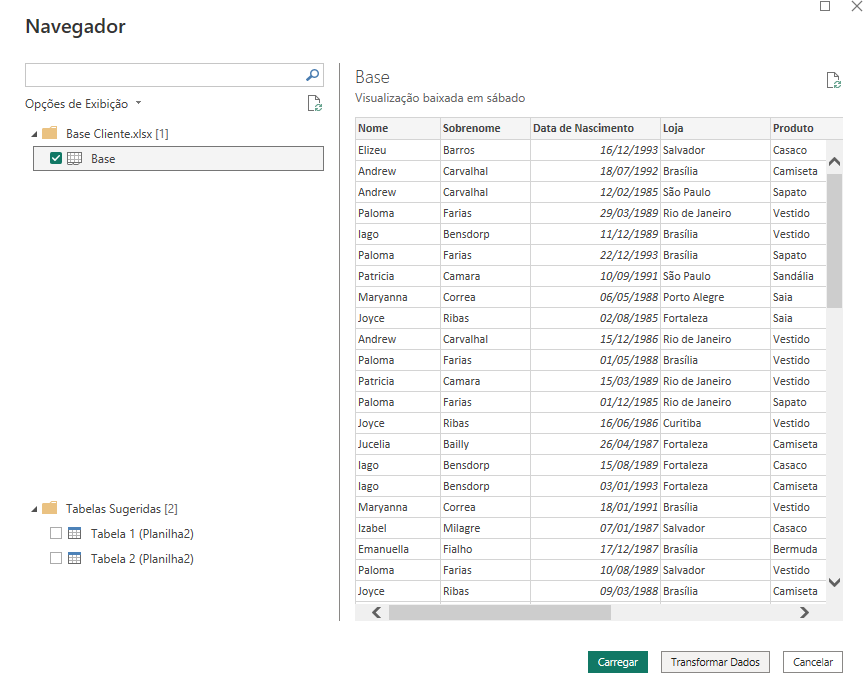 Navegador
Opções de Exibição
Base Cliente.xlsx [1]
Base
Tabelas Sugeridas [2]
Tabela 1 (Planilha2)
Tabela 2 (Planilha2)
Base
Visualização baixada em sábado
Nome Sobrenome Data de Nascimento Loja Produto
Elizeu Barros 16/12/1993 Salvador Casaco
Andrew Carvalhal 18/07/1992 Brasília Camiseta
Andrew Carvalhal 12/02/1985 São Paulo Sapato
Paloma Farias 29/03/1989 Rio de Janeiro Vestido
Iago Bensdorp 11/12/1989 Brasília Vestido
Paloma Farias 22/12/1993 Brasília Sapato
Patricia Camara 10/09/1991 São Paulo Sandália
Maryanna Correa 06/05/1988 Porto Alegre Saia
Joyce Ribas 02/08/1985 Fortaleza Saia
Andrew Carvalhal 15/12/1986 Rio de Janeiro Vestido
Paloma Farias 01/05/1988 Brasília Vestido
Patricia Camara 15/03/1989 Rio de Janeiro Vestido
Paloma Farias 01/12/1985 Rio de Janeiro Sapato
Joyce Ribas 16/06/1986 Curitiba Vestido
Jucelia Bailly 26/04/1987 Fortaleza Camiseta
Iago Bensdorp 15/08/1989 Fortaleza Casaco
Iago Bensdorp 03/01/1993 Fortaleza Camiseta
Maryanna Correa 18/01/1991 Brasília Vestido
Izabel Milagre 07/01/1987 Salvador Casaco
Emanuella Fialho 17/12/1987 Brasília Bermuda
Paloma Farias 10/08/1989 Salvador Vestido
Joyce Ribas 09/03/1988 Brasília Camiseta
Carregar Transformar Dados Cancelar